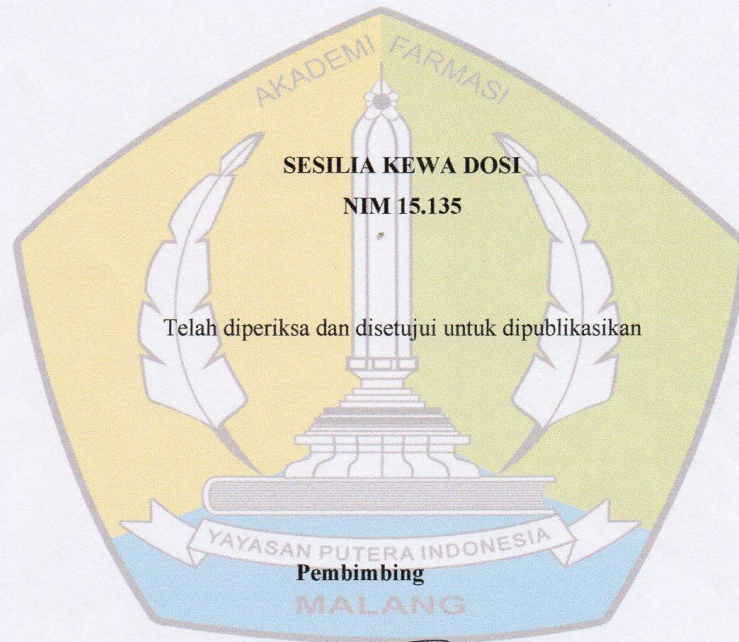 AKADEMI FARMASI
SESILIA KEWA DOSI
NIM 15.135
Telah diperiksa dan disetujui untuk dipublikasikan
YAYASAN PUTERA INDONESIA
Pembimbing
MALANG